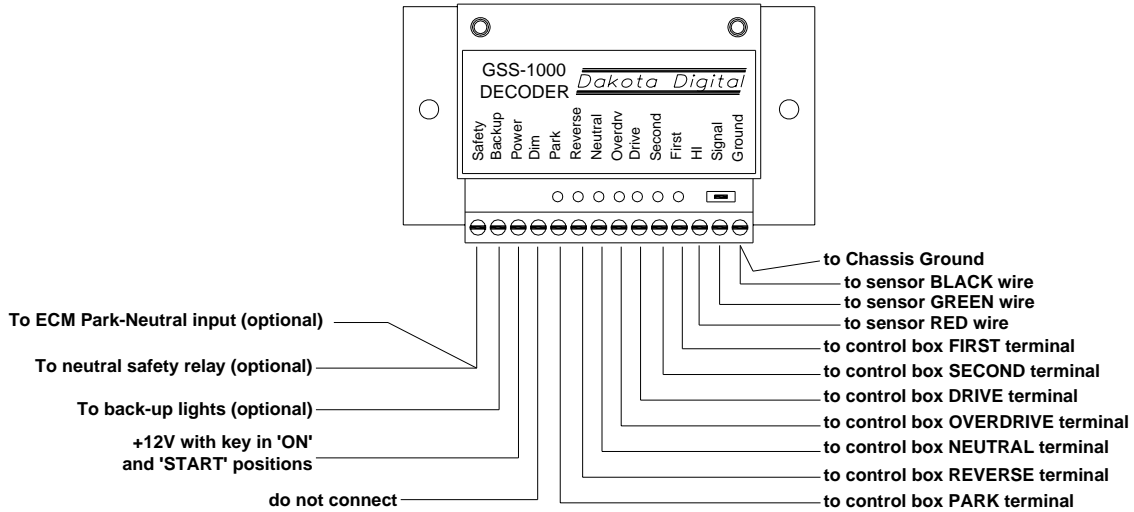 GSS-1000
DECODER
Dakota Digital
Safety
Backup
Power
Dim
Park
Reverse
Neutral
Overdrv
Drive
Second
First
HI
Signal
Ground
to Chassis Ground
to sensor BLACK wire
to sensor GREEN wire
to sensor RED wire
to control box FIRST terminal
to control box SECOND terminal
to control box DRIVE terminal
to control box OVERDRIVE terminal
to control box NEUTRAL terminal
to control box REVERSE terminal
to control box PARK terminal
To ECM Park-Neutral input (optional)
To neutral safety relay (optional)
To back-up lights (optional)
+12V with key in 'ON'
and 'START' positions
do not connect